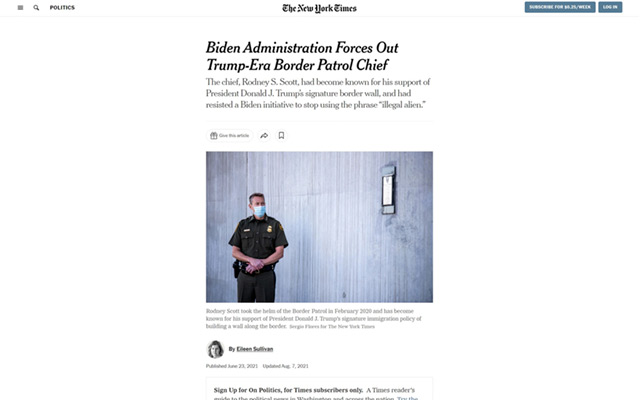 POLITICS
The New York Times
SUBSCRIBE FOR $0.25/WEEK
LOG IN
Biden Administration Forces Out
Trump-Era Border Patrol Chief
The chief, Rodney S. Scott, had become known for his support of
President Donald J. Trump's signature border wall, and had
resisted a Biden initiative to stop using the phrase “illegal alien.”
Give this article
Rodney Scott took the helm of the Border Patrol in February 2020 and has become
known for his support of President Donald J. Trump's signature immigration policy of
building a wall along the border. Sergio Flores for The New York Times
By Eileen Sullivan
Published June 23, 2021 Updated Aug. 7, 2021
Sign Up for On Politics, for Times subscribers only. A Times reader's
guide to the political news in Washington and across the nation. Try the